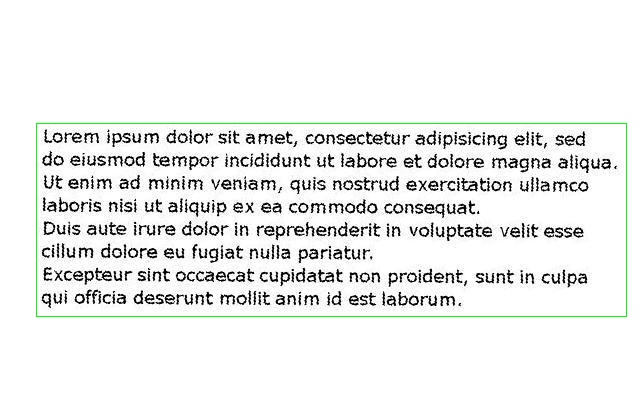 Lorem ipsum dolor sit amet, consectetur adipisicing elit, sed
do eiusmod tempor incididunt ut labore et dolore magna aliqua.
Ut enim ad minim veniam, quis nostrud exercitation ullamco
laboris nisi ut aliquip ex ea commodo consequat.
Duis aute irure dolor in reprehenderit in voluptate velit esse
cillum dolore eu fugiat nulla pariatur.
Excepteur sint occaecat cupidatat non proident, sunt in culpa
qui officia deserunt mollit anim id est laborum.